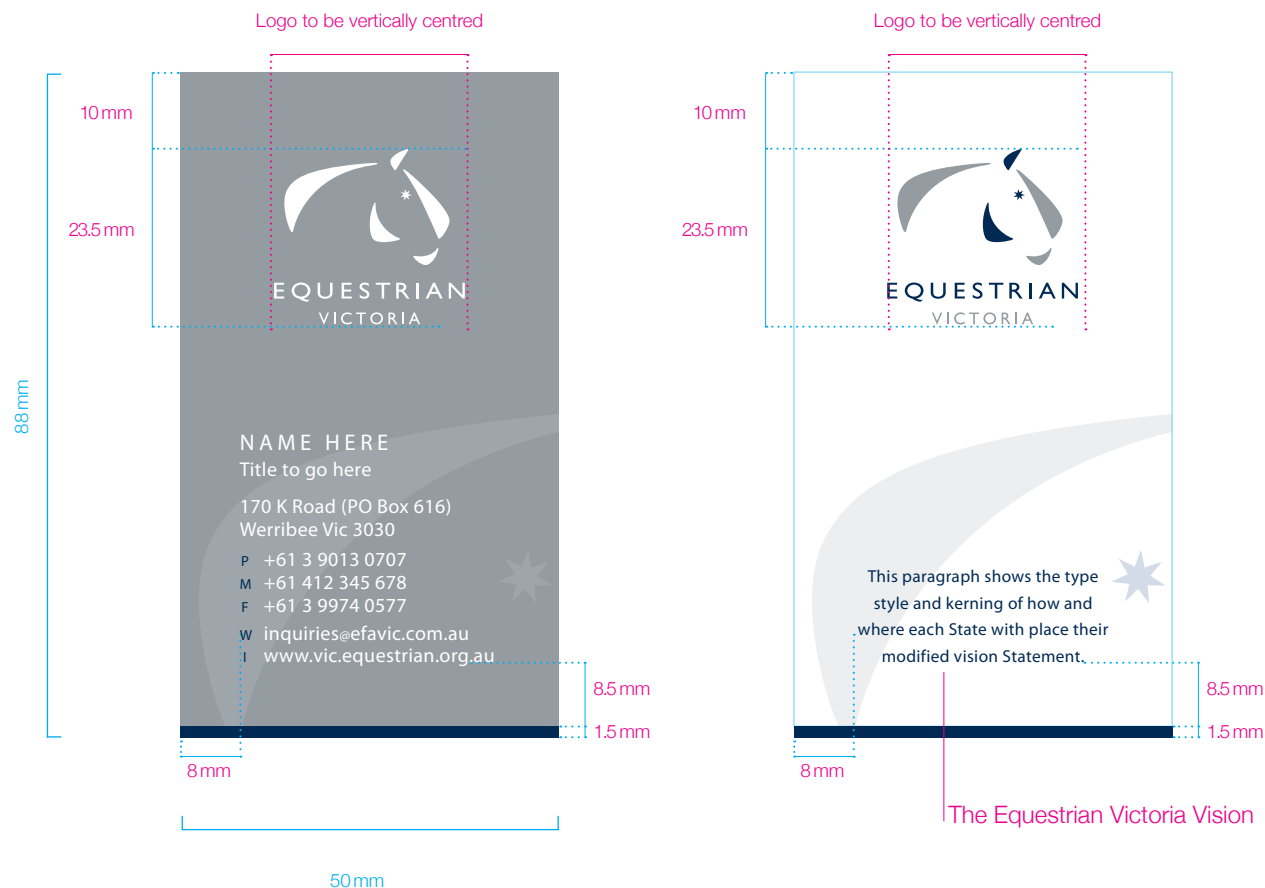 Logo to be vertically centred
10 mm
23.5 mm
88 mm
EQUESTRIAN
VICTORIA
NAME HERE
Title to go here
170 K Road (PO Box 616)
Werribee Vic 3030
P +61 3 9013 0707
M +61 412 345 678
F +61 3 9974 0577
W inquiries@efavic.com.au
I www.vic.equestrian.org.au
8.5 mm
1.5 mm
8 mm
50 mm
Logo to be vertically centred
10 mm
23.5 mm
EQUESTRIAN
VICTORIA
This paragraph shows the type
style and kerning of how and
where each State with place their
modified vision Statement.
8.5 mm
1.5 mm
8 mm
The Equestrian Victoria Vision